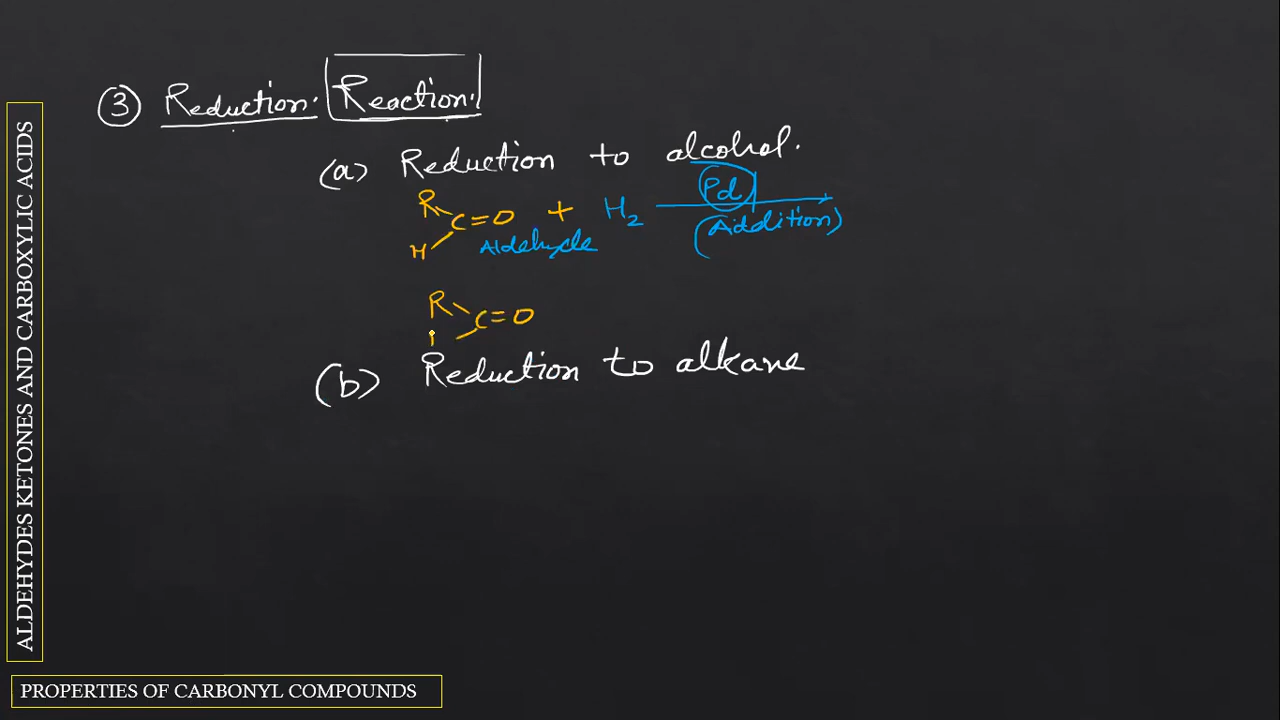 ALDEHYDES KETONES AND CARBOXYLIC ACIDS
③ Reduction. Reaction.
(a) Reduction to alcohol.
R
C=O + H₂ Pd
H Aldehyde (Addition)
R
C=O
(b) Reduction to alkane
PROPERTIES OF CARBONYL COMPOUNDS